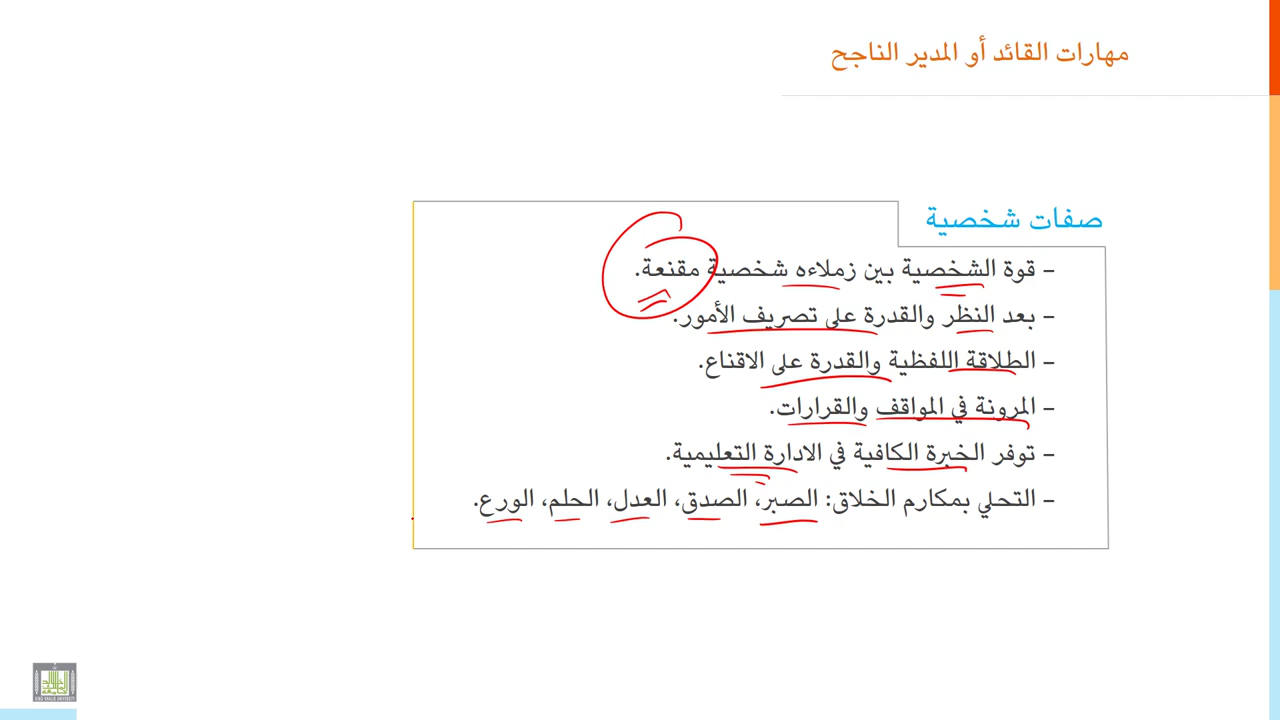 مهارات القائد أو المدير الناجح
صفات شخصية
– قوة الشخصية بين زملاءه شخصية مقنعة.
– بعد النظر والقدرة على تصريف الأمور.
– الطلاقة اللفظية والقدرة على الاقناع.
– المرونة في المواقف والقرارات.
– توفر الخبرة الكافية في الادارة التعليمية.
– التحلي بمكارم الخلاق: الصبر، الصدق، العدل، الحلم، الورع.